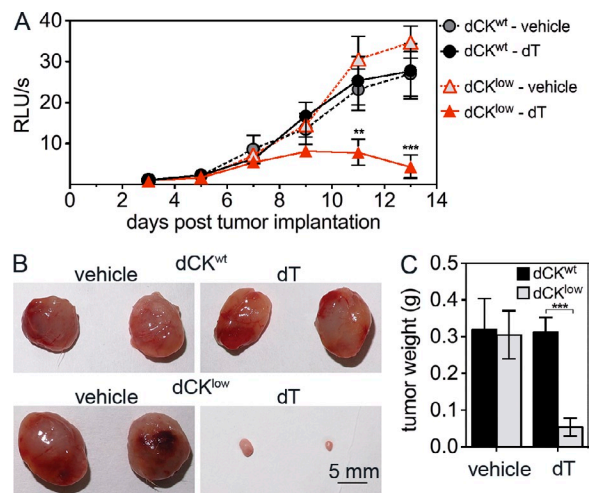 A
RLU/s
40
30
20
10
0 2 4 6 8 10 12 14
days post tumor implantation
** ***
dCKwt - vehicle
dCKwt - dT
dCKlow - vehicle
dCKlow - dT
B
dCKwt
vehicle dT
dCKlow
vehicle dT
5 mm
C
tumor weight (g)
0.5
0.4
0.3
0.2
0.1
0.0
dCKwt
dCKlow
***
vehicle dT